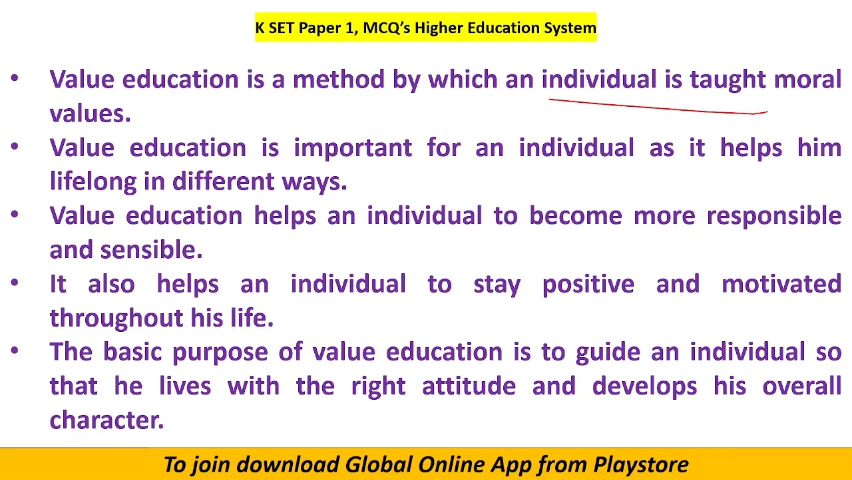 K SET Paper 1, MCQ's Higher Education System
• Value education is a method by which an individual is taught moral
values.
• Value education is important for an individual as it helps him
lifelong in different ways.
• Value education helps an individual to become more responsible
and sensible.
• It also helps an individual to stay positive and motivated
throughout his life.
• The basic purpose of value education is to guide an individual so
that he lives with the right attitude and develops his overall
character.
To join download Global Online App from Playstore